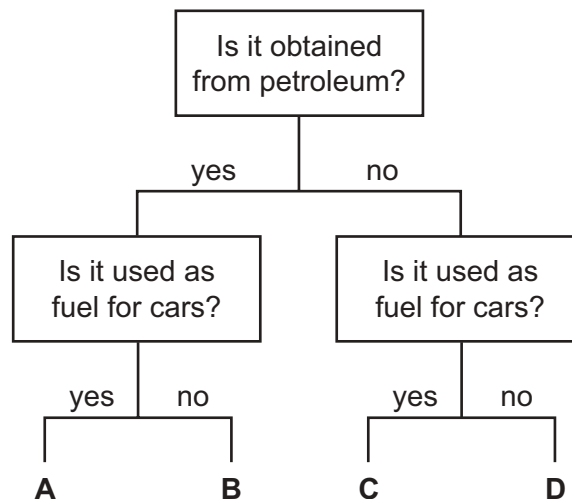 Is it obtained
from petroleum?
yes no
Is it used as
fuel for cars?
Is it used as
fuel for cars?
yes no
yes no
A B C D